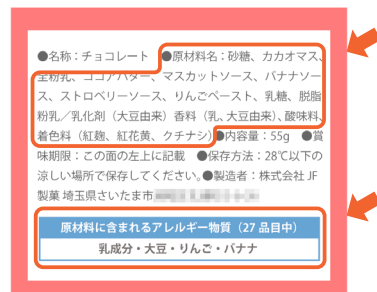 ●名称：チョコレート　●原材料名：砂糖、カカオマス、
全粉乳、ココアバター、マスカットソース、バナナソー
ス、ストロベリーソース、りんごペースト、乳糖、脱脂
粉乳／乳化剤（大豆由来）香料（乳、大豆由来）、酸味料、
着色料（紅麹、紅花黄、クチナシ）●内容量：55g　●賞
味期限：この面の左上に記載　●保存方法：28℃以下の
涼しい場所で保存してください。●製造者：株式会社 JF
製菓 埼玉県さいたま市
原材料に含まれるアレルギー物質（27 品目中）
乳成分・大豆・りんご・バナナ